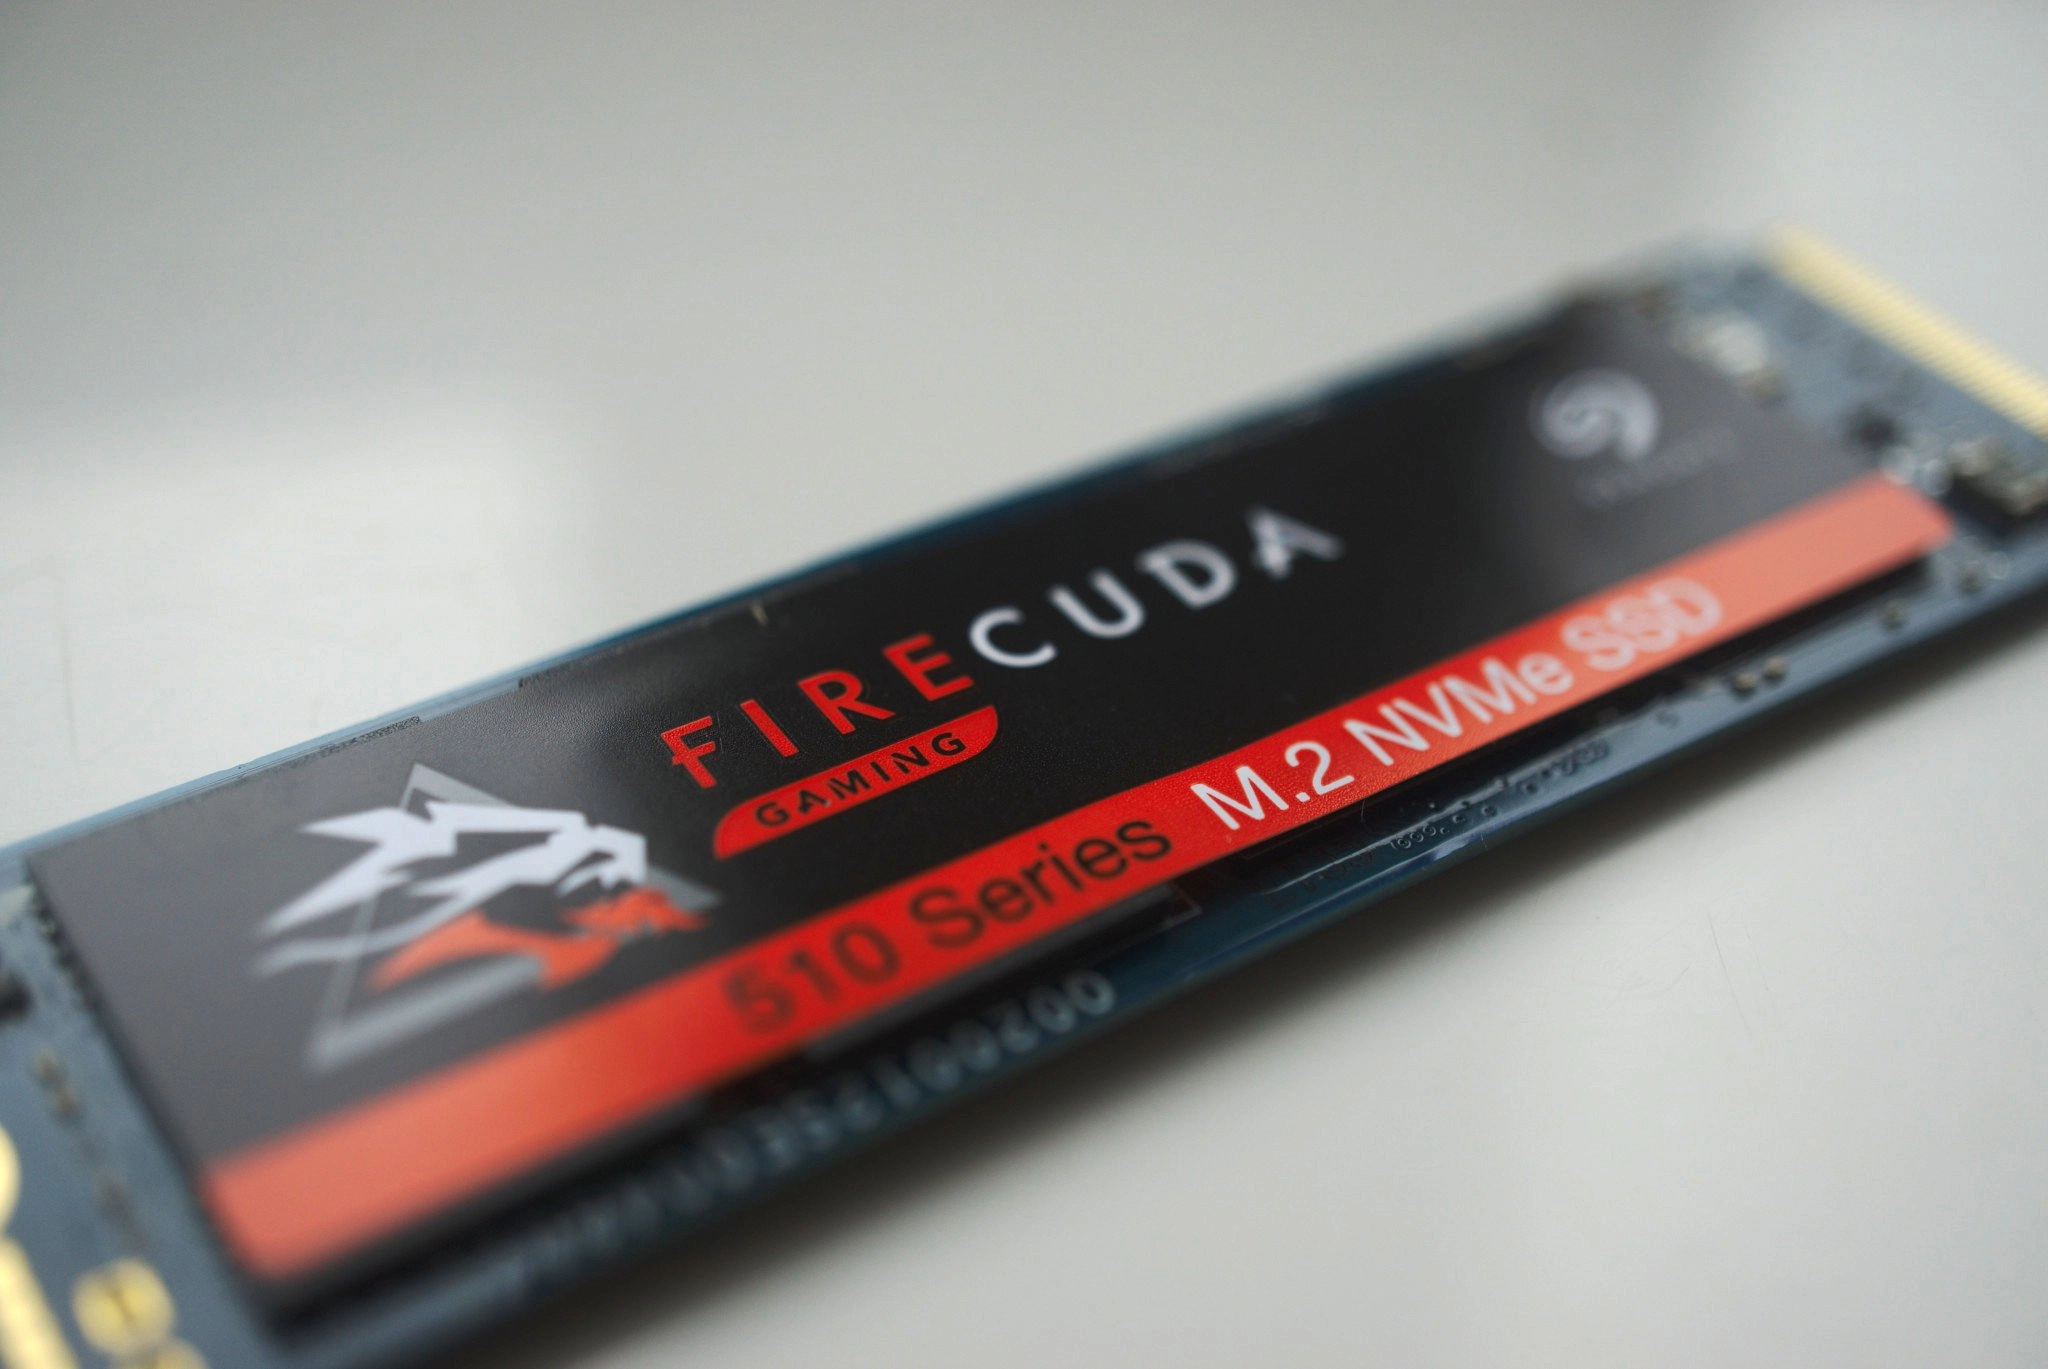 FIRECUDA
GAMING
510 Series M.2 NVMe SSD